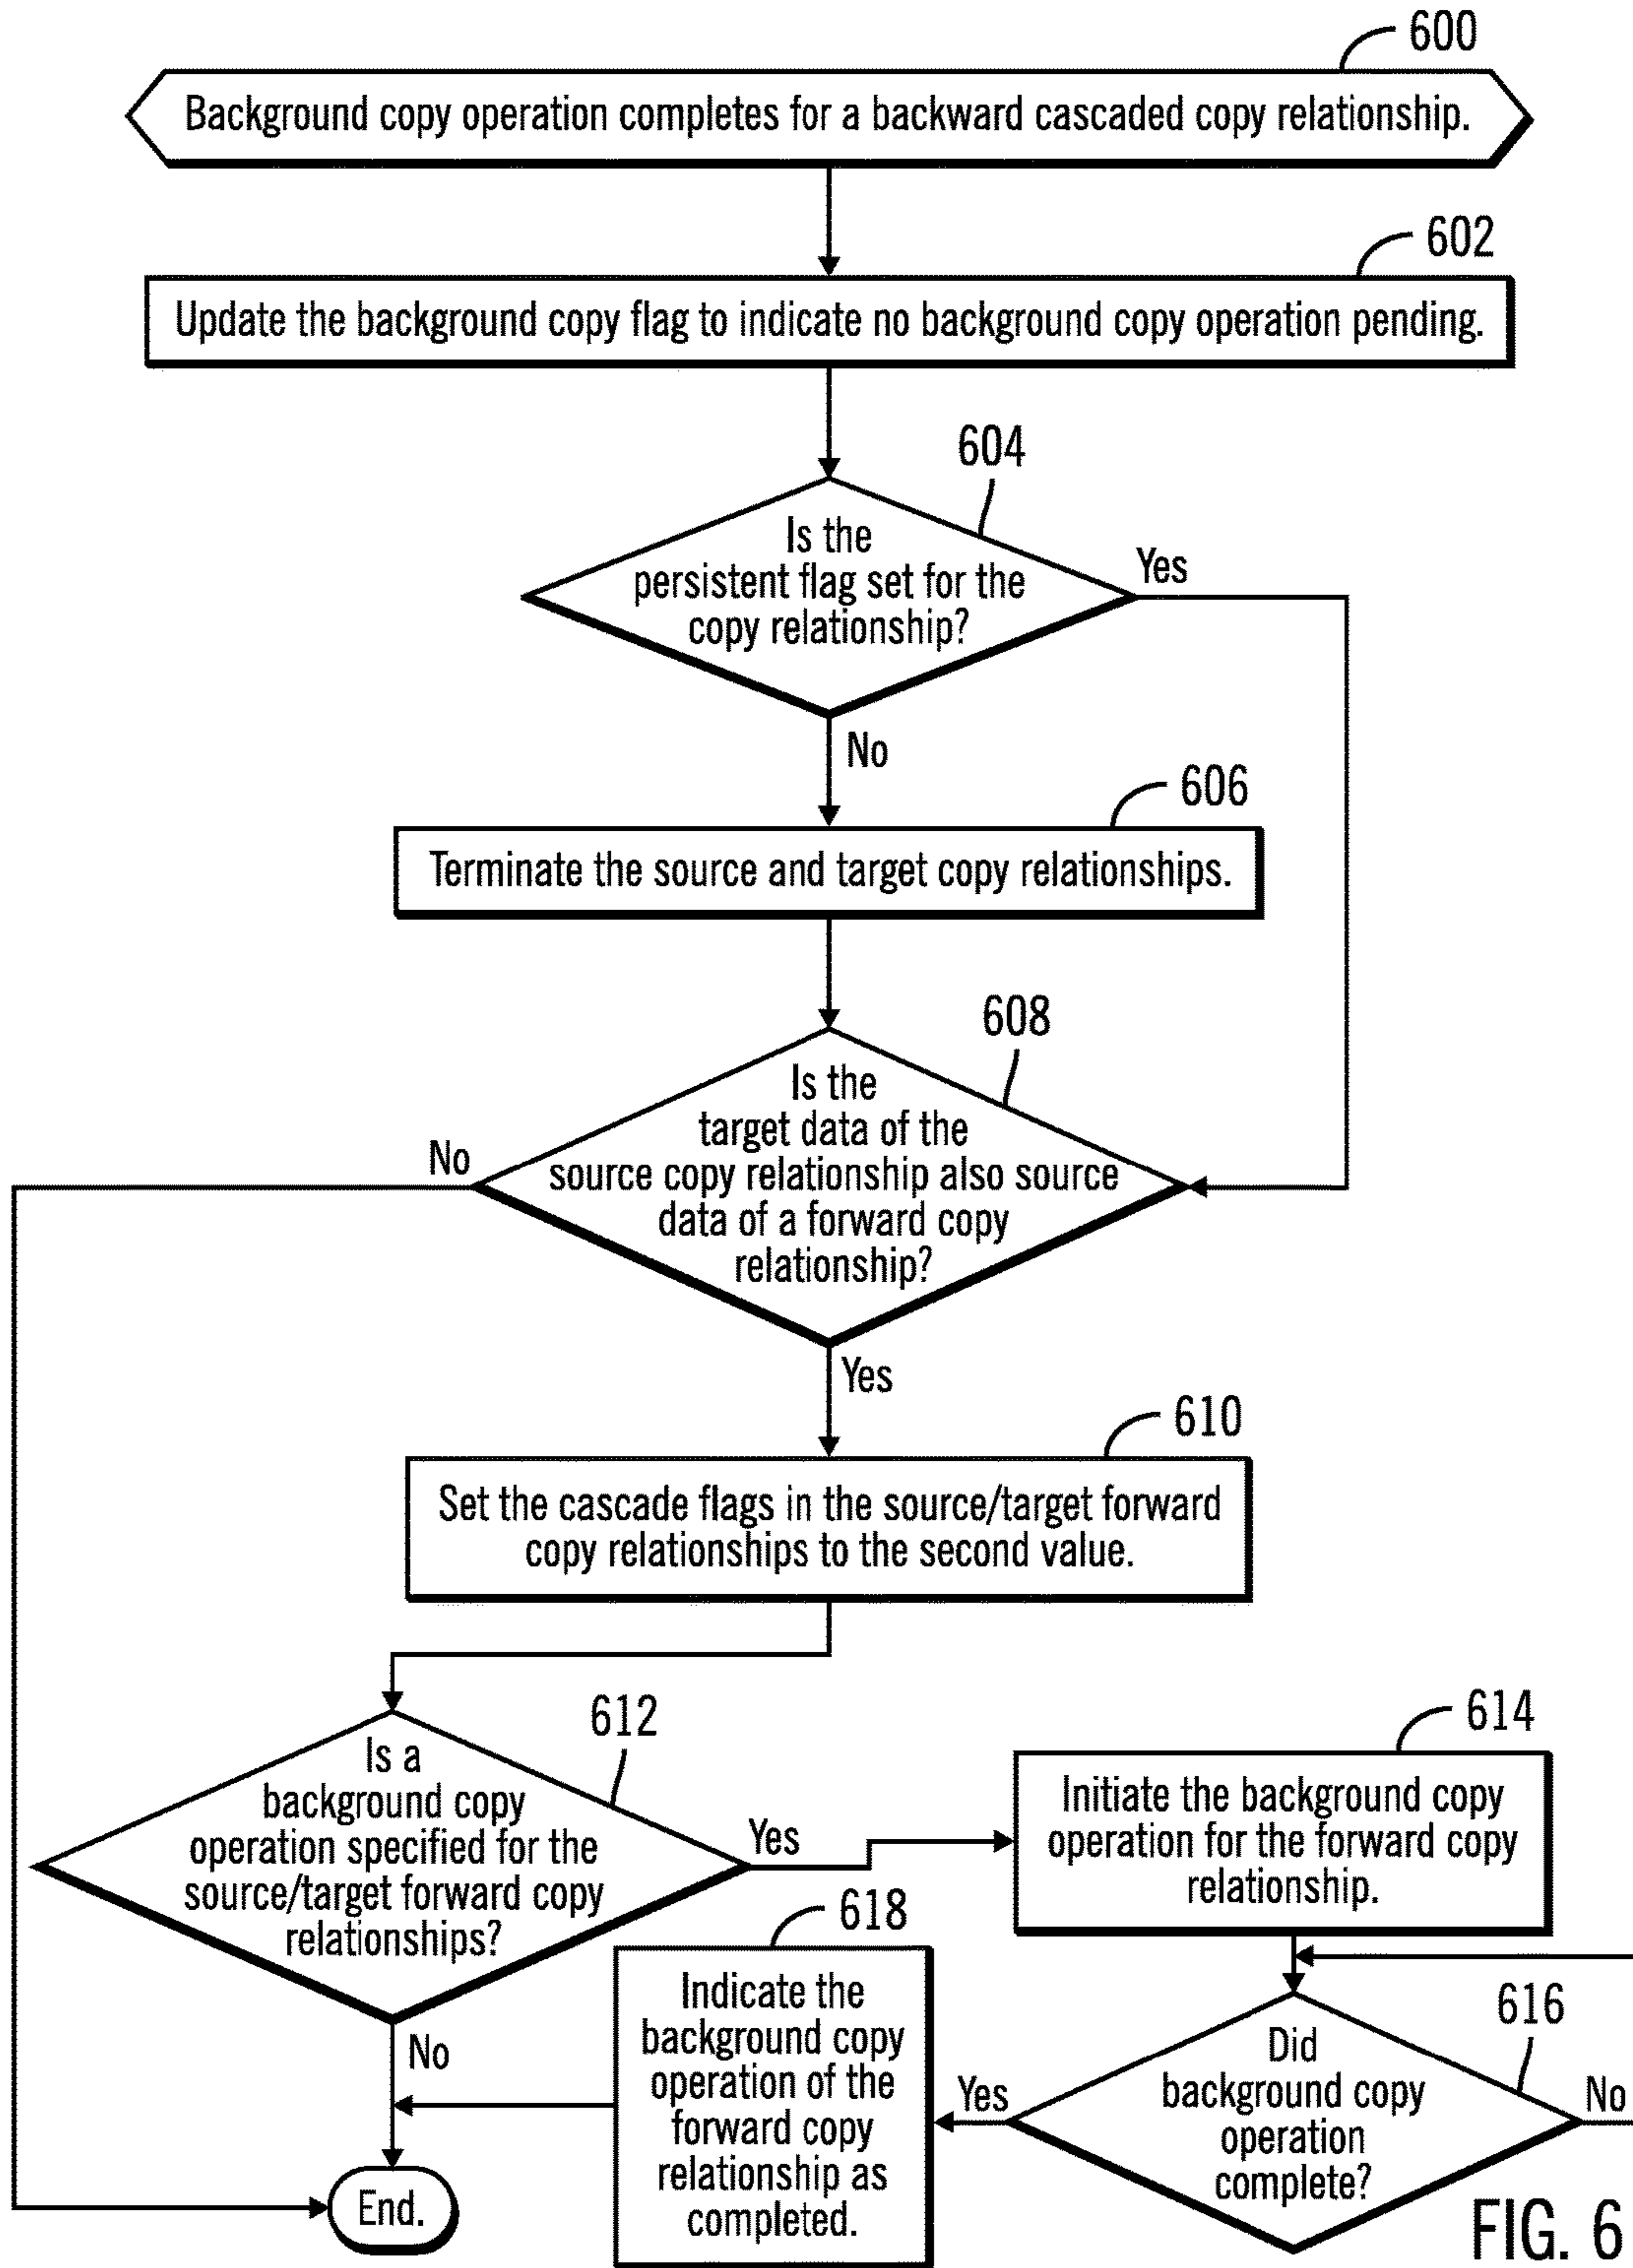 600
Background copy operation completes for a backward cascaded copy relationship.
602
Update the background copy flag to indicate no background copy operation pending.
604
Is the
persistent flag set for the
copy relationship?
Yes
No
606
Terminate the source and target copy relationships.
608
Is the
target data of the
source copy relationship also source
data of a forward copy
relationship?
No
Yes
610
Set the cascade flags in the source/target forward
copy relationships to the second value.
612
Is a
background copy
operation specified for the
source/target forward copy
relationships?
Yes
No
614
Initiate the background copy
operation for the forward copy
relationship.
616
Did
background copy
operation
complete?
Yes
No
618
Indicate the
background copy
operation of the
forward copy
relationship as
completed.
End.
FIG. 6